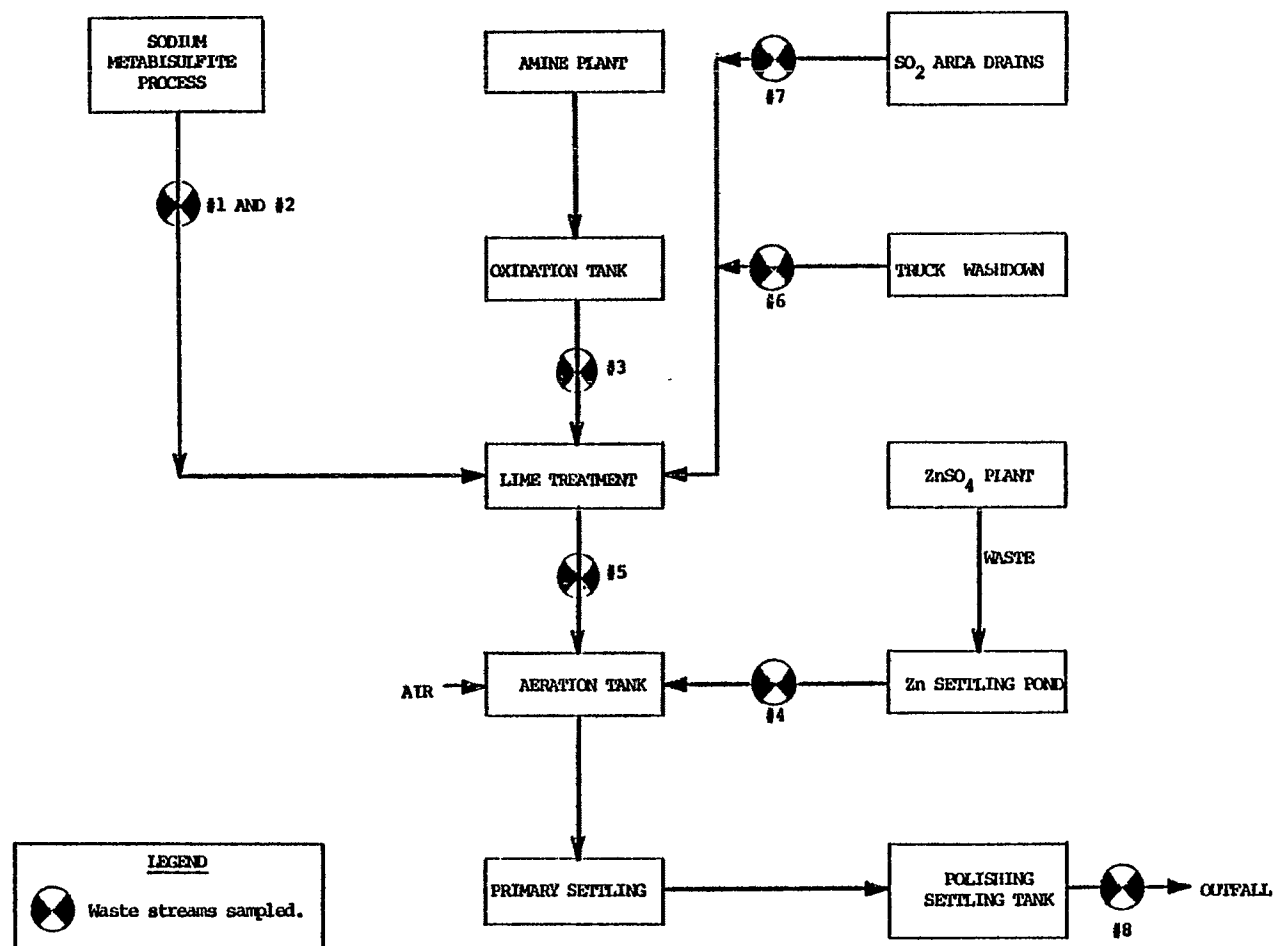 SODIUM
METABISULFITE
PROCESS
AMINE PLANT
SO2 AREA DRAINS
#7
#1 AND #2
OXIDATION TANK
TRUCK WASHDOWN
#6
#3
LIME TREATMENT
ZnSO4 PLANT
WASTE
#5
AIR
AERATION TANK
Zn SETTLING POND
#4
LEGEND
Waste streams sampled.
PRIMARY SETTLING
POLISHING
SETTLING TANK
OUTFALL
#8